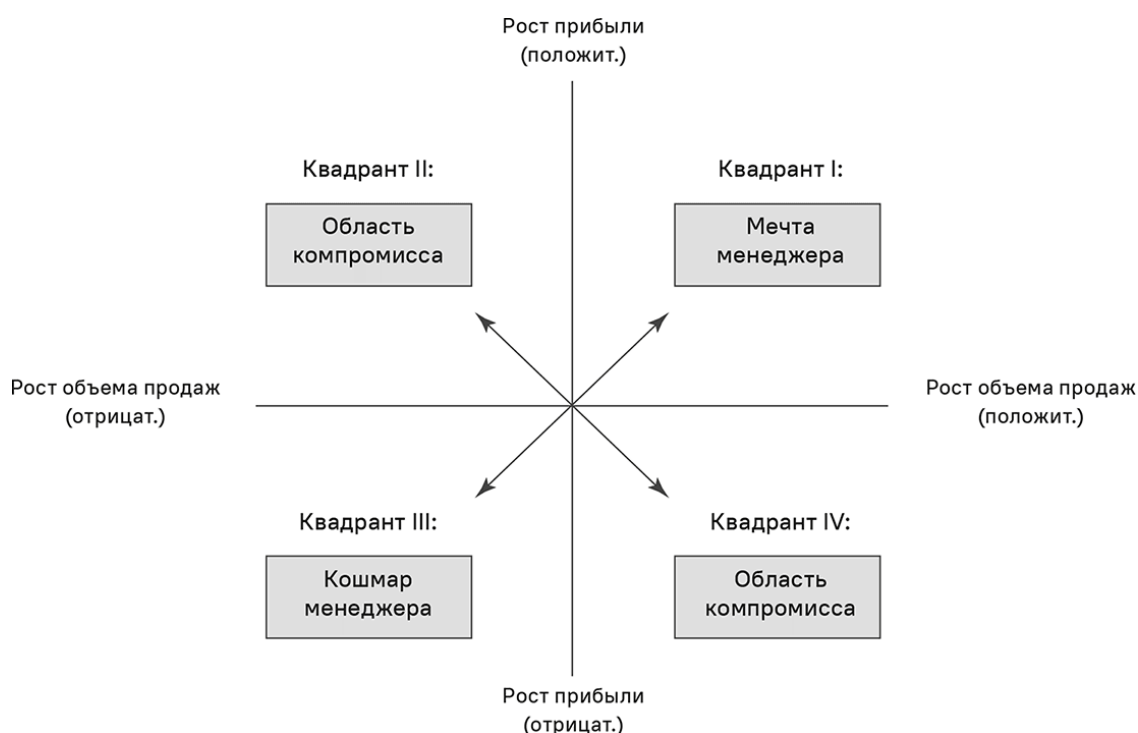 Рост прибыли
(положит.)
Квадрант II:
Квадрант I:
Область
компромисса
Мечта
менеджера
Рост объема продаж
(отрицат.)
Рост объема продаж
(положит.)
Квадрант III:
Квадрант IV:
Кошмар
менеджера
Область
компромисса
Рост прибыли
(отрицат.)